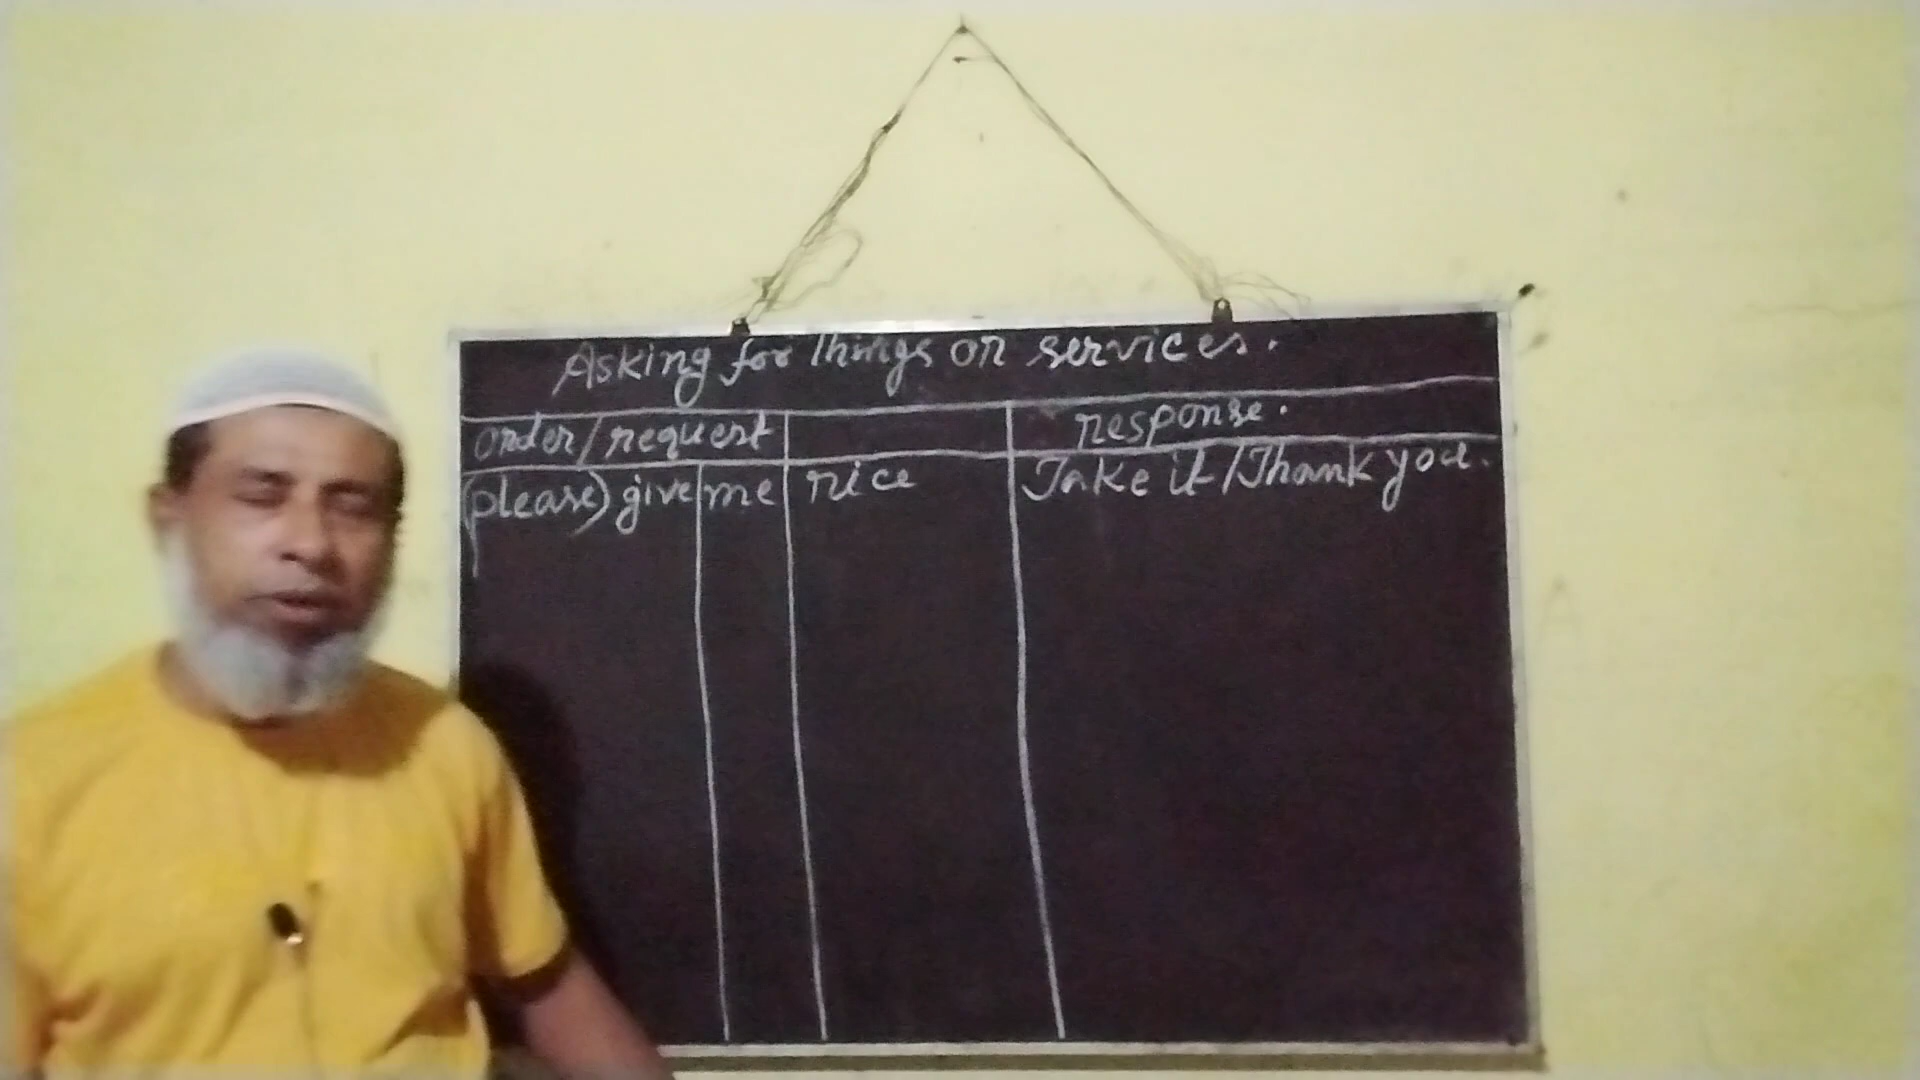 Asking for things or services.
order/request
response.
(please) give me rice Take it/Thank you.